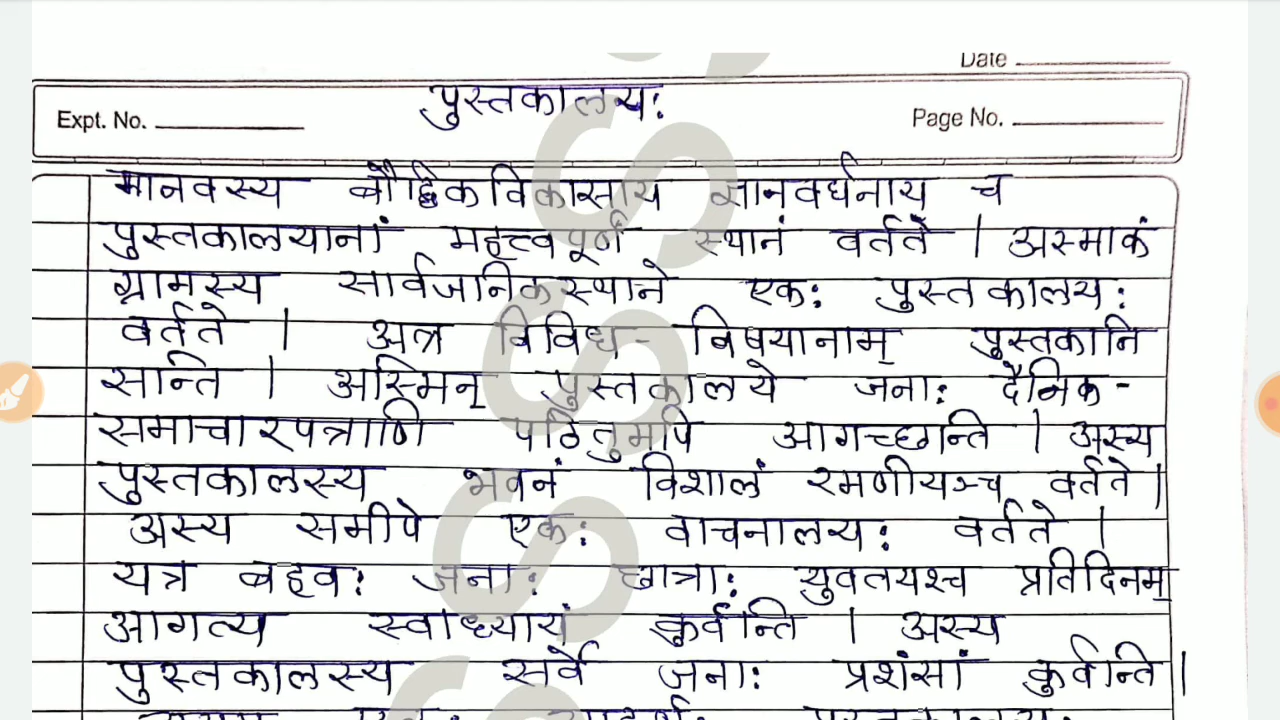 Date
पुस्तकालयः
Expt. No. Page No.
मानवस्य बौद्धिकविकासाय ज्ञानवर्धनाय च
पुस्तकालयानां महत्त्वपूर्णं स्थानं वर्तते | अस्माकं
ग्रामस्य सार्वजानिकस्थाने एकः पुस्तकालयः
वर्तते | अत्र विविध - विषयानाम् पुस्तकानि
सान्ति | अस्मिन् पुस्तकालये जनाः दैनिक-
समाचारपत्राणि पठितुमपि आगच्छन्ति | अस्य
पुस्तकालस्य भवनं विशालं रमणीयञ्च वर्तते |
अस्य समीपे एकः वाचनालयः वर्तते |
यत्र बहवः जनाः छात्राः युवतयश्च प्रतिदिनम्
आगत्य स्वाध्यायं कुर्वन्ति | अस्य
पुस्तकालस्य सर्वे जनाः प्रशंसां कुर्वन्ति |